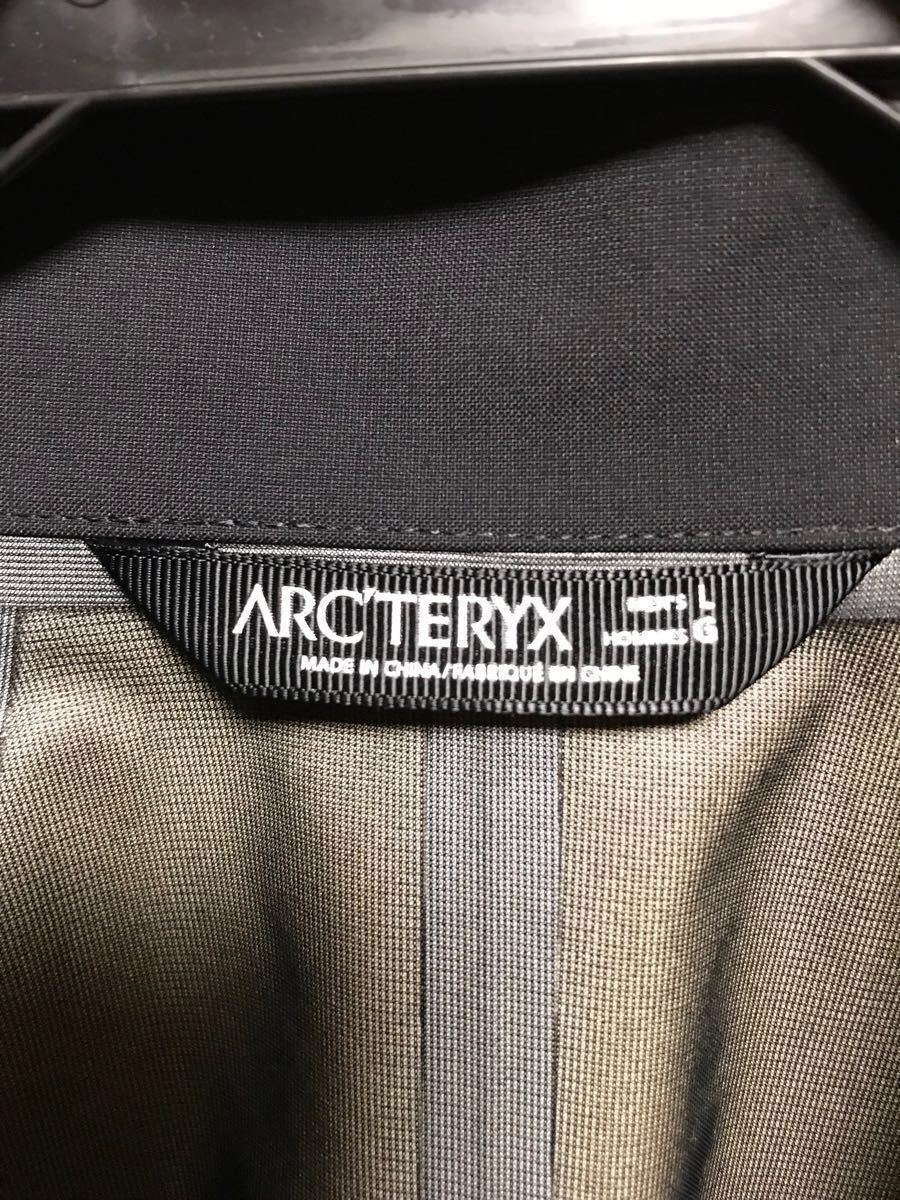 ARC'TERYX
MEN'S L
HOMMES G
MADE IN CHINA/FABRIQUÉ EN CHINE